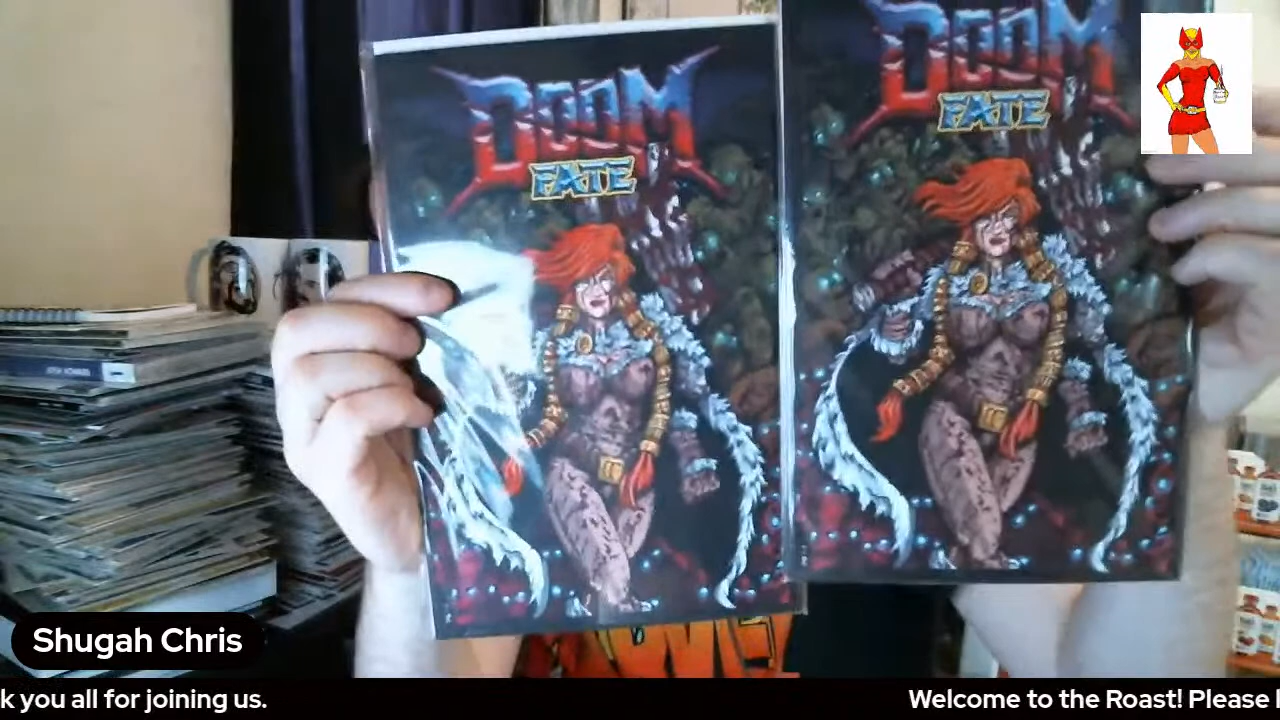 DOOM
FATE
DOOM
FATE
Shugah Chris
k you all for joining us.
Welcome to the Roast! Please